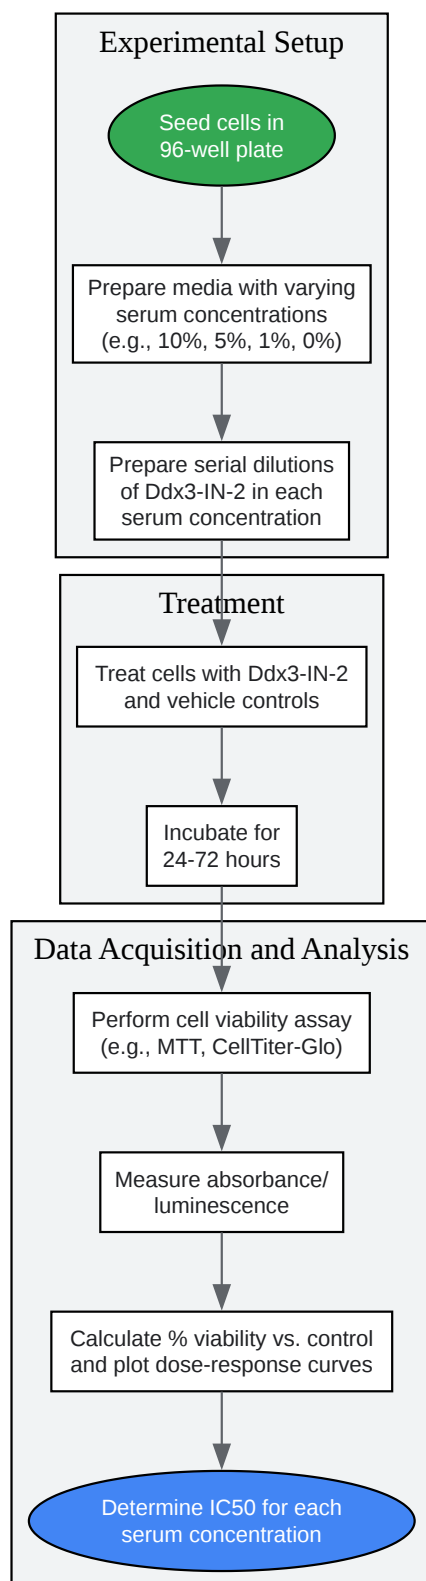 Experimental Setup
Seed cells in
96-well plate
Prepare media with varying
serum concentrations
(e.g., 10%, 5%, 1%, 0%)
Prepare serial dilutions
of Ddx3-IN-2 in each
serum concentration
Treatment
Treat cells with Ddx3-IN-2
and vehicle controls
Incubate for
24-72 hours
Data Acquisition and Analysis
Perform cell viability assay
(e.g., MTT, CellTiter-Glo)
Measure absorbance/
luminescence
Calculate % viability vs. control
and plot dose-response curves
Determine IC50 for each
serum concentration